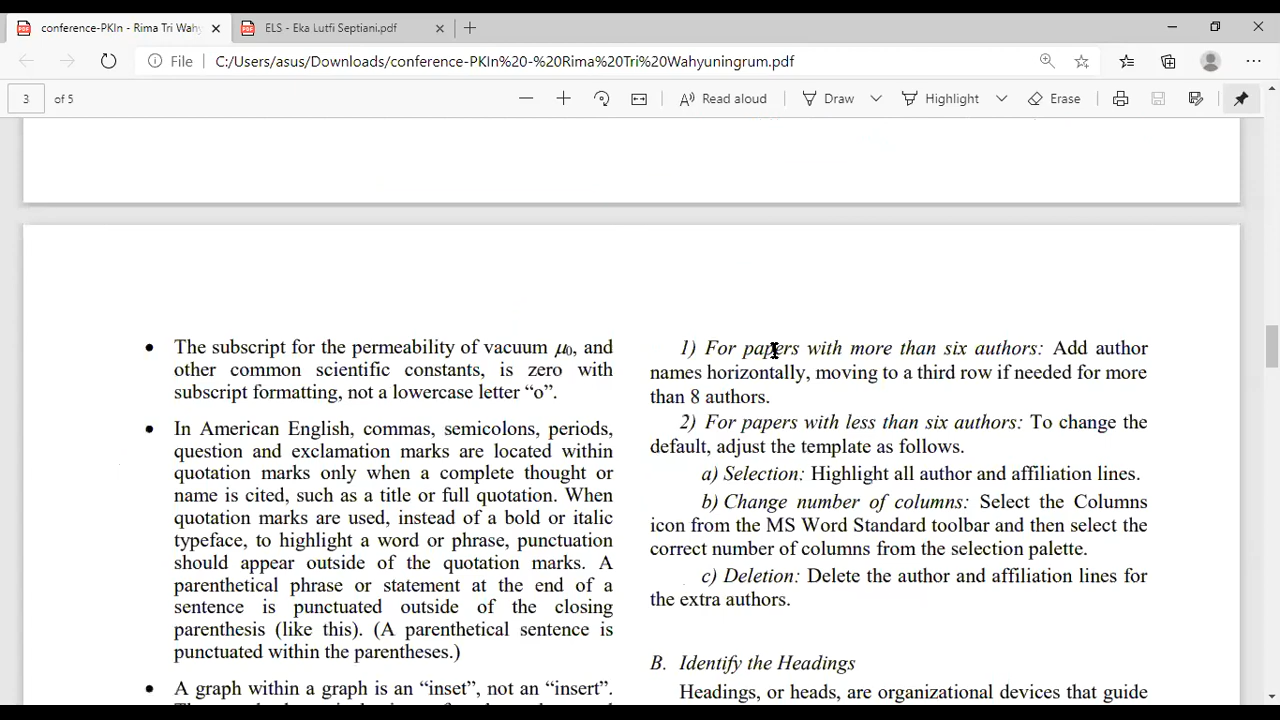 conference-PKIn - Rima Tri Wahy
ELS - Eka Lutfi Septiani.pdf
File
C:/Users/asus/Downloads/conference-PKIn%20-%20Rima%20Tri%20Wahyuningrum.pdf
3 of 5
Read aloud
Draw
Highlight
Erase
The subscript for the permeability of vacuum μ0, and
other common scientific constants, is zero with
subscript formatting, not a lowercase letter “o”.
In American English, commas, semicolons, periods,
question and exclamation marks are located within
quotation marks only when a complete thought or
name is cited, such as a title or full quotation. When
quotation marks are used, instead of a bold or italic
typeface, to highlight a word or phrase, punctuation
should appear outside of the quotation marks. A
parenthetical phrase or statement at the end of a
sentence is punctuated outside of the closing
parenthesis (like this). (A parenthetical sentence is
punctuated within the parentheses.)
A graph within a graph is an “inset”, not an “insert”.
1) For papers with more than six authors: Add author
names horizontally, moving to a third row if needed for more
than 8 authors.
2) For papers with less than six authors: To change the
default, adjust the template as follows.
a) Selection: Highlight all author and affiliation lines.
b) Change number of columns: Select the Columns
icon from the MS Word Standard toolbar and then select the
correct number of columns from the selection palette.
c) Deletion: Delete the author and affiliation lines for
the extra authors.
B. Identify the Headings
Headings, or heads, are organizational devices that guide